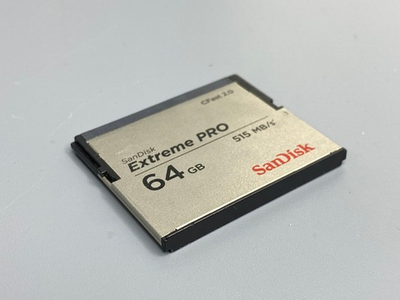 CFast 2.0
SanDisk
Extreme PRO
515 MB/s
64 GB
SanDisk